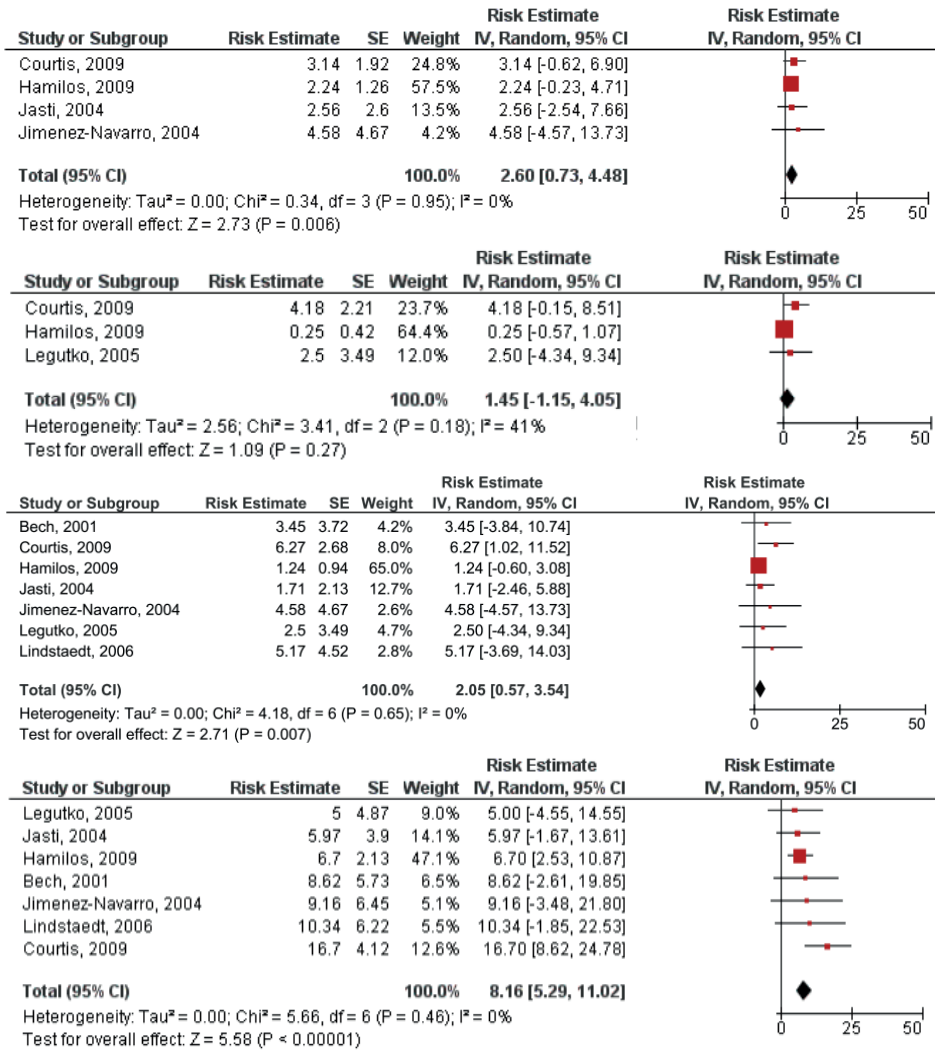 Risk Estimate Risk Estimate
Study or Subgroup Risk Estimate SE Weight IV, Random, 95% CI IV, Random, 95% CI
Courtis, 2009 3.14 1.92 24.8% 3.14 [-0.62, 6.90]
Hamilos, 2009 2.24 1.26 57.5% 2.24 [-0.23, 4.71]
Jasti, 2004 2.56 2.6 13.5% 2.56 [-2.54, 7.66]
Jimenez-Navarro, 2004 4.58 4.67 4.2% 4.58 [-4.57, 13.73]
Total (95% CI) 100.0% 2.60 [0.73, 4.48]
Heterogeneity: Tau² = 0.00; Chi² = 0.34, df = 3 (P = 0.95); I² = 0%
Test for overall effect: Z = 2.73 (P = 0.006)
0 25 50
Risk Estimate Risk Estimate
Study or Subgroup Risk Estimate SE Weight IV, Random, 95% CI IV, Random, 95% CI
Courtis, 2009 4.18 2.21 23.7% 4.18 [-0.15, 8.51]
Hamilos, 2009 0.25 0.42 64.4% 0.25 [-0.57, 1.07]
Legutko, 2005 2.5 3.49 12.0% 2.50 [-4.34, 9.34]
Total (95% CI) 100.0% 1.45 [-1.15, 4.05]
Heterogeneity: Tau² = 2.56; Chi² = 3.41, df = 2 (P = 0.18); I² = 41%
Test for overall effect: Z = 1.09 (P = 0.27)
0 25 50
Risk Estimate Risk Estimate
Study or Subgroup Risk Estimate SE Weight IV, Random, 95% CI IV, Random, 95% CI
Bech, 2001 3.45 3.72 4.2% 3.45 [-3.84, 10.74]
Courtis, 2009 6.27 2.68 8.0% 6.27 [1.02, 11.52]
Hamilos, 2009 1.24 0.94 65.0% 1.24 [-0.60, 3.08]
Jasti, 2004 1.71 2.13 12.7% 1.71 [-2.46, 5.88]
Jimenez-Navarro, 2004 4.58 4.67 2.6% 4.58 [-4.57, 13.73]
Legutko, 2005 2.5 3.49 4.7% 2.50 [-4.34, 9.34]
Lindstaedt, 2006 5.17 4.52 2.8% 5.17 [-3.69, 14.03]
Total (95% CI) 100.0% 2.05 [0.57, 3.54]
Heterogeneity: Tau² = 0.00; Chi² = 4.18, df = 6 (P = 0.65); I² = 0%
Test for overall effect: Z = 2.71 (P = 0.007)
0 25 50
Risk Estimate Risk Estimate
Study or Subgroup Risk Estimate SE Weight IV, Random, 95% CI IV, Random, 95% CI
Legutko, 2005 5 4.87 9.0% 5.00 [-4.55, 14.55]
Jasti, 2004 5.97 3.9 14.1% 5.97 [-1.67, 13.61]
Hamilos, 2009 6.7 2.13 47.1% 6.70 [2.53, 10.87]
Bech, 2001 8.62 5.73 6.5% 8.62 [-2.61, 19.85]
Jimenez-Navarro, 2004 9.16 6.45 5.1% 9.16 [-3.48, 21.80]
Lindstaedt, 2006 10.34 6.22 5.5% 10.34 [-1.85, 22.53]
Courtis, 2009 16.7 4.12 12.6% 16.70 [8.62, 24.78]
Total (95% CI) 100.0% 8.16 [5.29, 11.02]
Heterogeneity: Tau² = 0.00; Chi² = 5.66, df = 6 (P = 0.46); I² = 0%
Test for overall effect: Z = 5.58 (P < 0.00001)
0 25 50